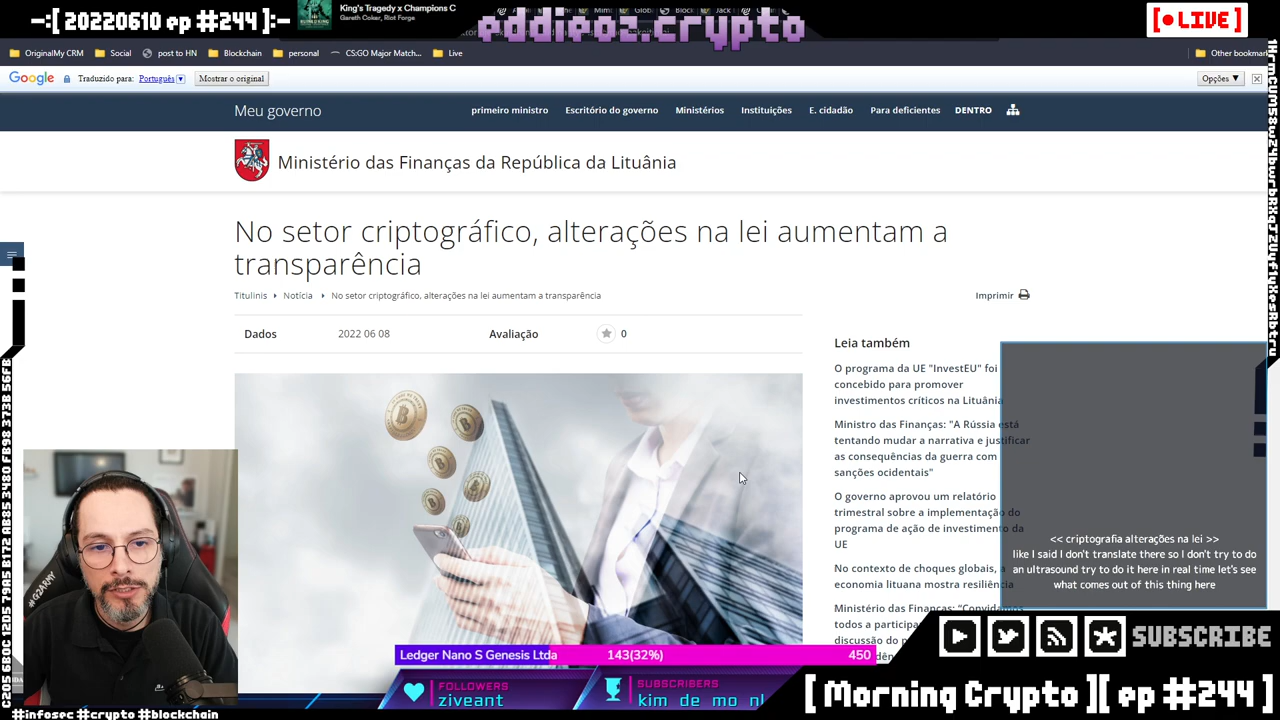 -:[ 20220610 ep #244 ]:-
King's Tragedy x Champions C
Gareth Coker, Riot Forge
eddieoz.crypto
[ • LIVE ]
OriginalMy CRM
Social
post to HN
Blockchain
personal
CS:GO Major Match...
Live
Other bookmar
Google
Traduzido para:
Português
Mostrar o original
Opções ▼
Meu governo
primeiro ministro
Escritório do governo
Ministérios
Instituições
E. cidadão
Para deficientes
DENTRO
Ministério das Finanças da República da Lituânia
No setor criptográfico, alterações na lei aumentam a
transparência
Titulinis
Notícia
No setor criptográfico, alterações na lei aumentam a transparência
Imprimir
Dados
2022 06 08
Avaliação
0
Leia também
O programa da UE "InvestEU" foi
concebido para promover
investimentos críticos na Lituânia
Ministro das Finanças: "A Rússia está
tentando mudar a narrativa e justificar
as consequências da guerra com
sanções ocidentais"
O governo aprovou um relatório
trimestral sobre a implementação do
programa de ação de investimento da
UE
No contexto de choques globais, a
economia lituana mostra resiliência
Ministério das Finanças: "Convidamos
todos a participar
discussão do p
<< criptografia alterações na lei >>
like I said I don't translate there so I don't try to do
an ultrasound try to do it here in real time let's see
what comes out of this thing here
Ledger Nano S Genesis Ltda
143(32%)
450
FOLLOWERS
ziveant
SUBSCRIBERS
kim_de_mo_nl
SUBSCRIBE
[ Morning Crypto ][ ep #244 ]
#infosec #crypto #blockchain